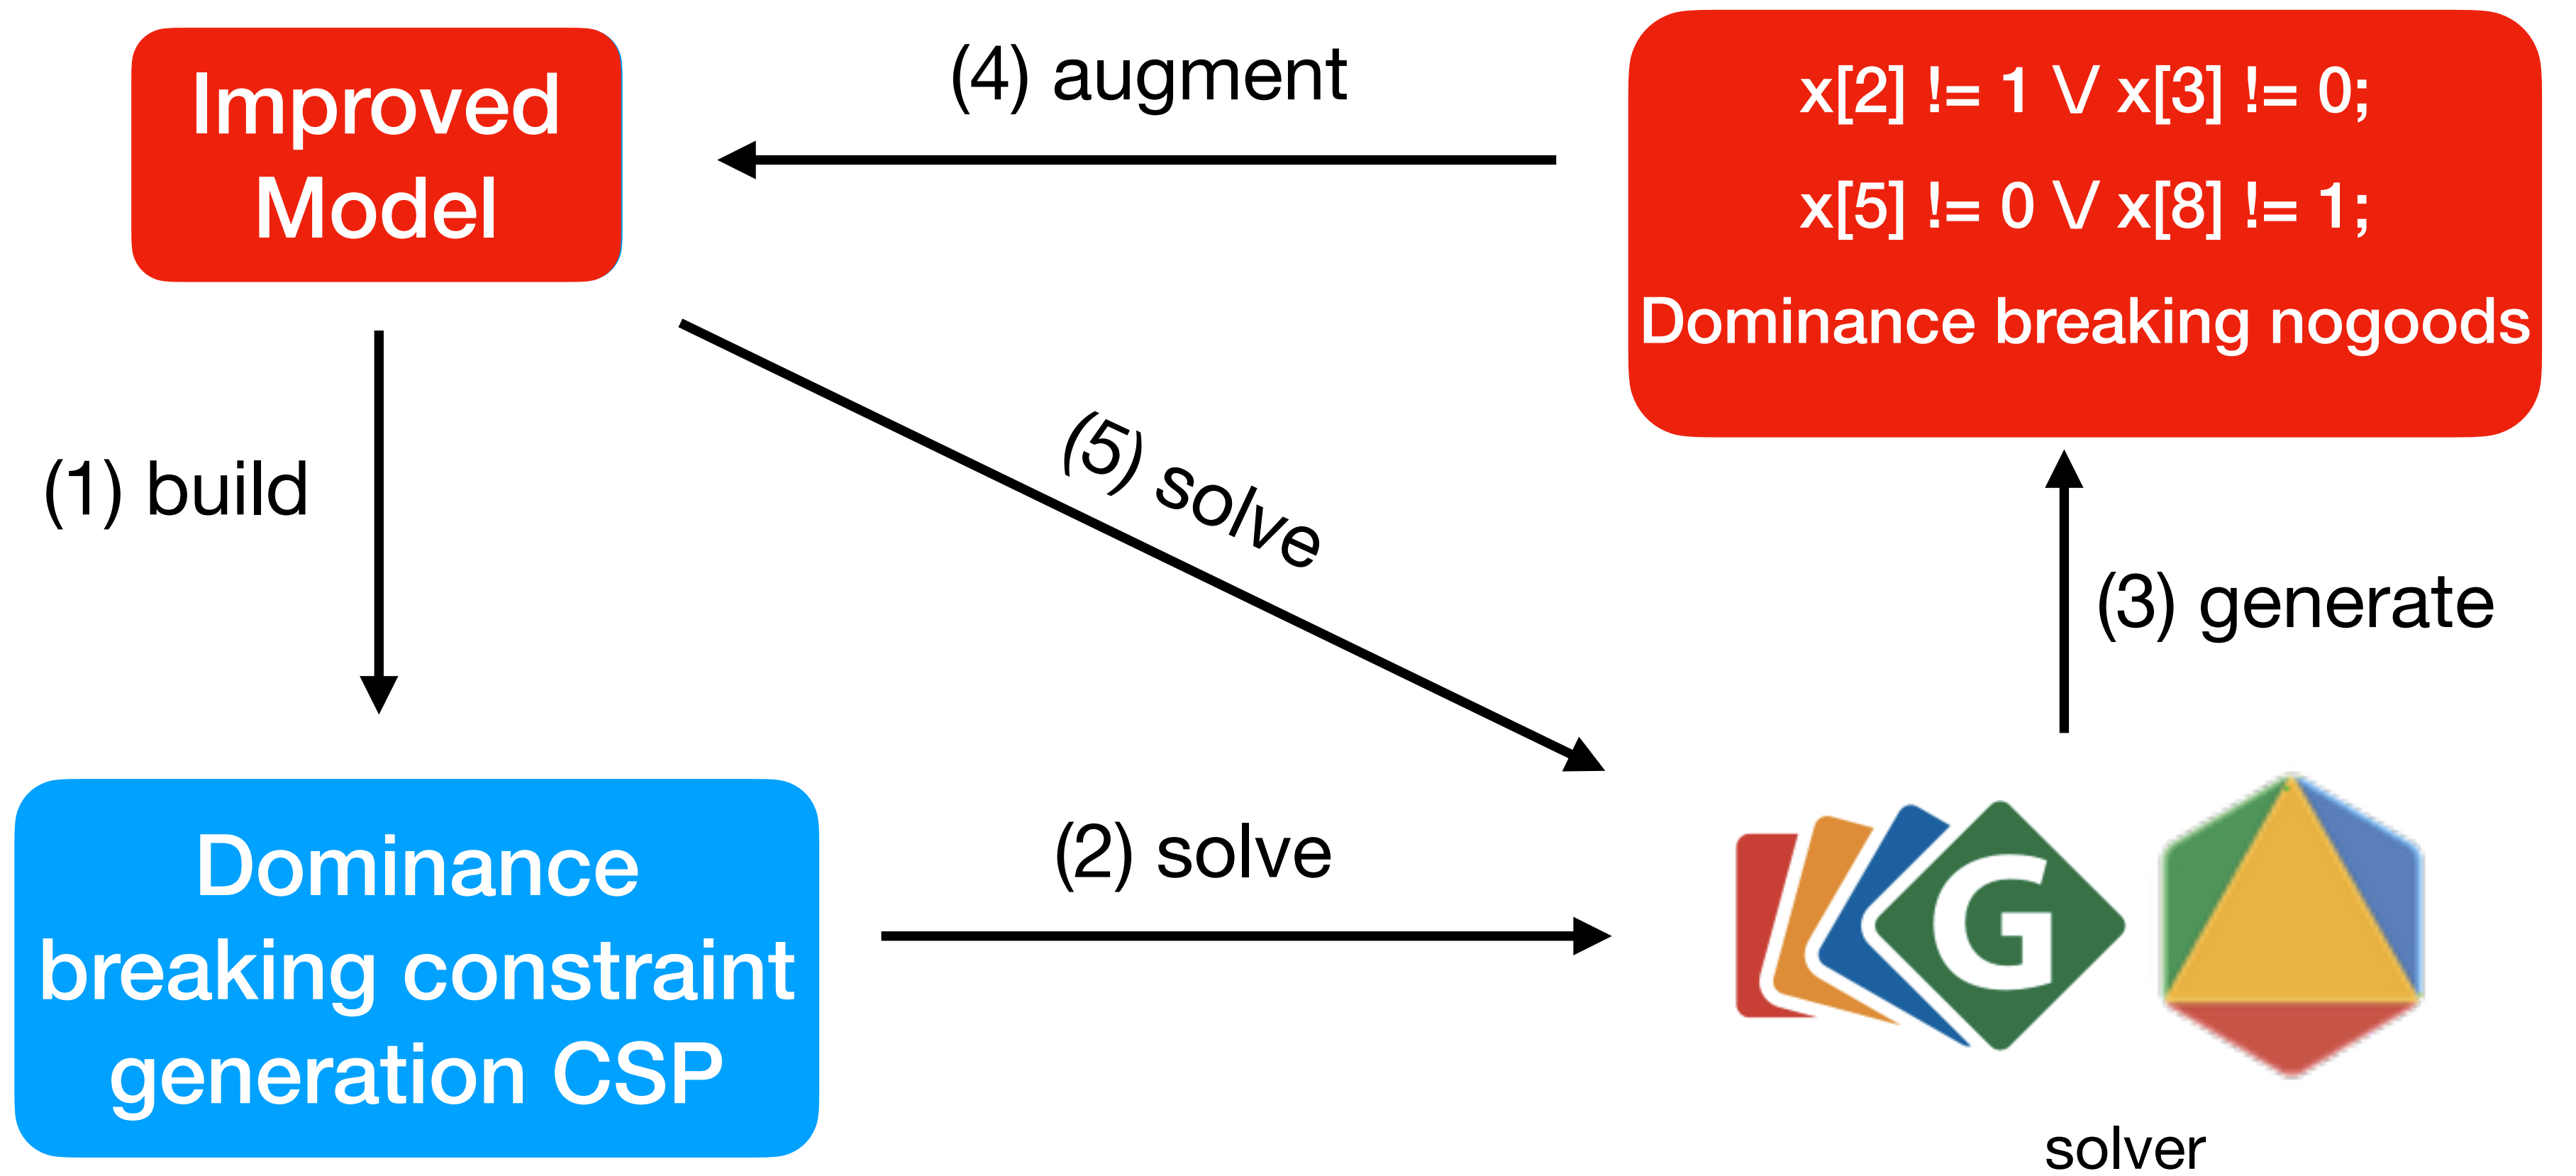 Improved
Model
(4) augment
x[2] != 1 \/ x[3] != 0;
x[5] != 0 \/ x[8] != 1;
Dominance breaking nogoods
(1) build
(5) solve
(3) generate
Dominance
breaking constraint
generation CSP
(2) solve
G
solver